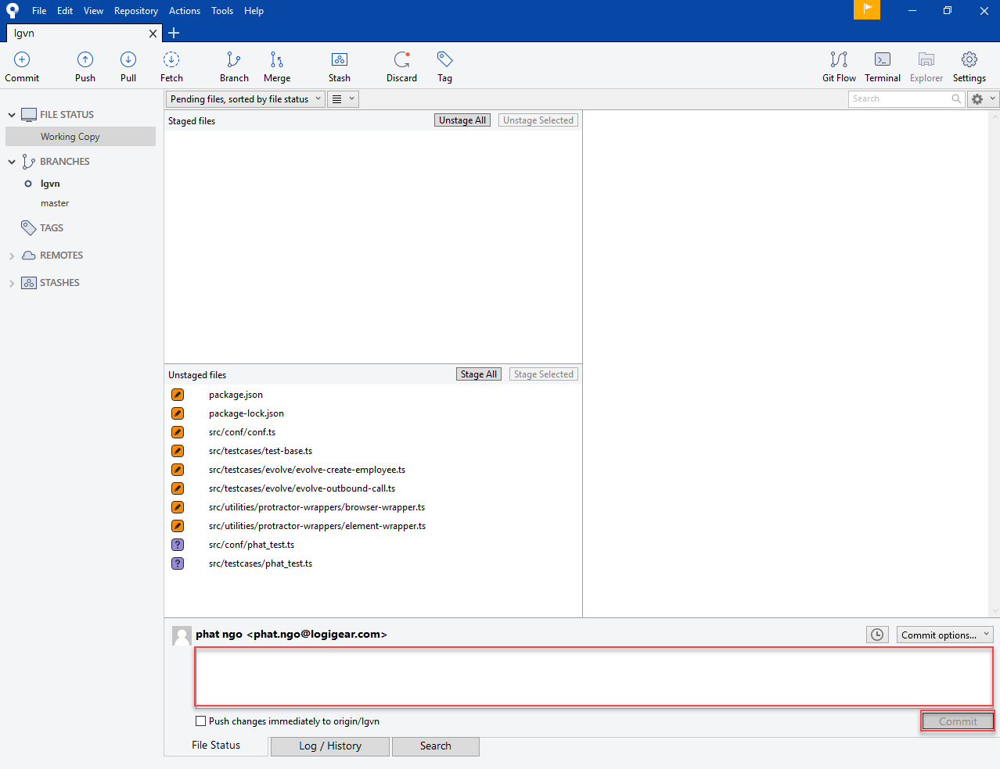 File Edit View Repository Actions Tools Help
lgvn
Commit Push Pull Fetch Branch Merge Stash Discard Tag Git Flow Terminal Explorer Settings
Pending files, sorted by file status Search
FILE STATUS
Working Copy
BRANCHES
lgvn
master
TAGS
REMOTES
STASHES
Staged files Unstage All Unstage Selected
Unstaged files Stage All Stage Selected
package.json
package-lock.json
src/conf/conf.ts
src/testcases/test-base.ts
src/testcases/evolve/evolve-create-employee.ts
src/testcases/evolve/evolve-outbound-call.ts
src/utilities/protractor-wrappers/browser-wrapper.ts
src/utilities/protractor-wrappers/element-wrapper.ts
? src/conf/phat_test.ts
? src/testcases/phat_test.ts
phat ngo <phat.ngo@logigear.com> Commit options...
Push changes immediately to origin/lgvn Commit
File Status Log / History Search